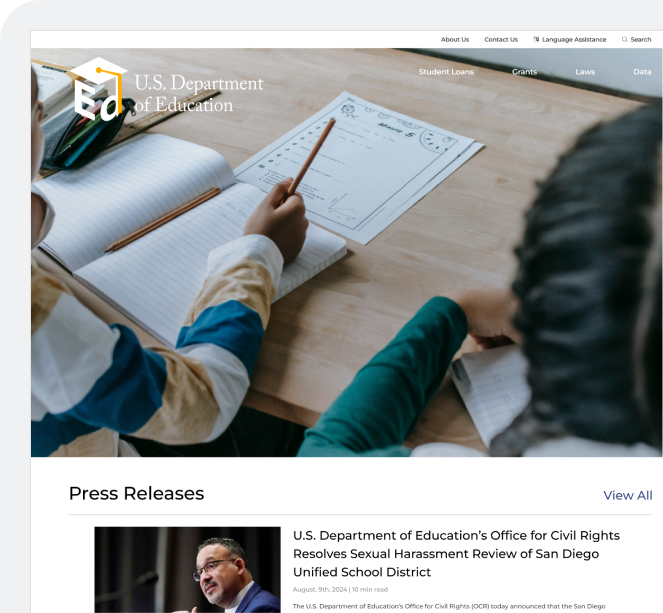 About Us Contact Us Language Assistance Search
Student Loans Grants Laws Data
Ed U.S. Department
of Education
Press Releases
View All
U.S. Department of Education’s Office for Civil Rights
Resolves Sexual Harassment Review of San Diego
Unified School District
August, 9th, 2024 | 10 min read
The U.S. Department of Education’s Office for Civil Rights (OCR) today announced that the San Diego